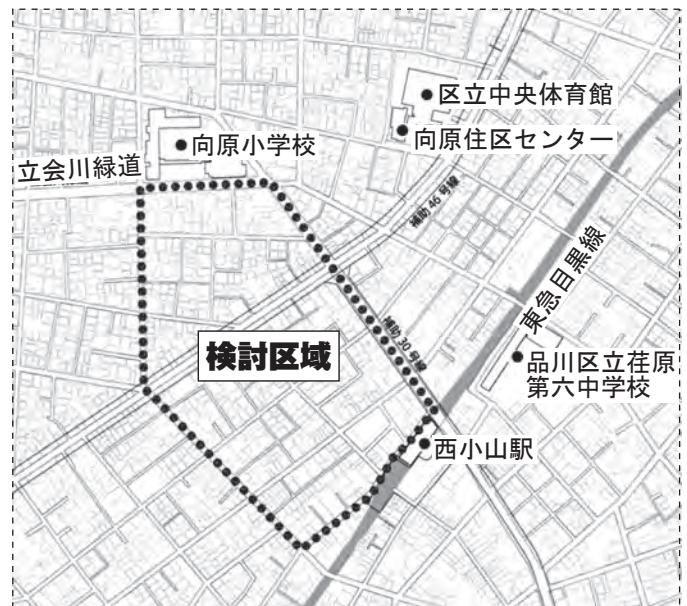 区立中央体育館
向原小学校
向原住区センター
立会川緑道
補助46号線
東急目黒線
補助30号線
検討区域
品川区立荏原
第六中学校
西小山駅